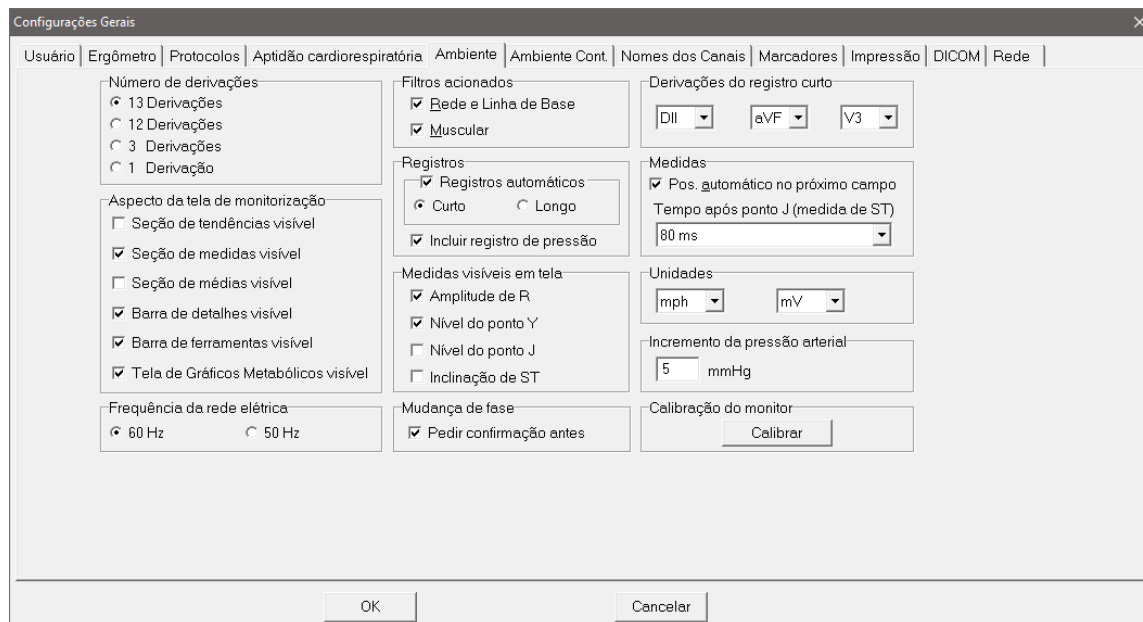 Configurações Gerais
Usuário Ergômetro Protocolos Aptidão cardiorespiratória Ambiente Ambiente Cont. Nomes dos Canais Marcadores Impressão DICOM Rede
Número de derivações
13 Derivações
12 Derivações
3 Derivações
1 Derivação
Aspecto da tela de monitorização
Seção de tendências visível
Seção de medidas visível
Seção de médias visível
Barra de detalhes visível
Barra de ferramentas visível
Tela de Gráficos Metabólicos visível
Frequência da rede elétrica
60 Hz 50 Hz
Filtros acionados
Rede e Linha de Base
Muscular
Registros
Registros automáticos
Curto Longo
Incluir registro de pressão
Medidas visíveis em tela
Amplitude de R
Nível do ponto Y
Nível do ponto J
Inclinação de ST
Mudança de fase
Pedir confirmação antes
Derivações do registro curto
DII aVF V3
Medidas
Pos. automático no próximo campo
Tempo após ponto J (medida de ST)
80 ms
Unidades
mph mV
Incremento da pressão arterial
5 mmHg
Calibração do monitor
Calibrar
OK Cancelar